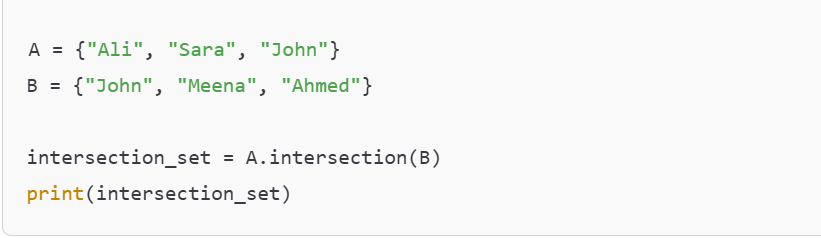 A = {"Ali", "Sara", "John"}
B = {"John", "Meena", "Ahmed"}
intersection_set = A.intersection(B)
print(intersection_set)